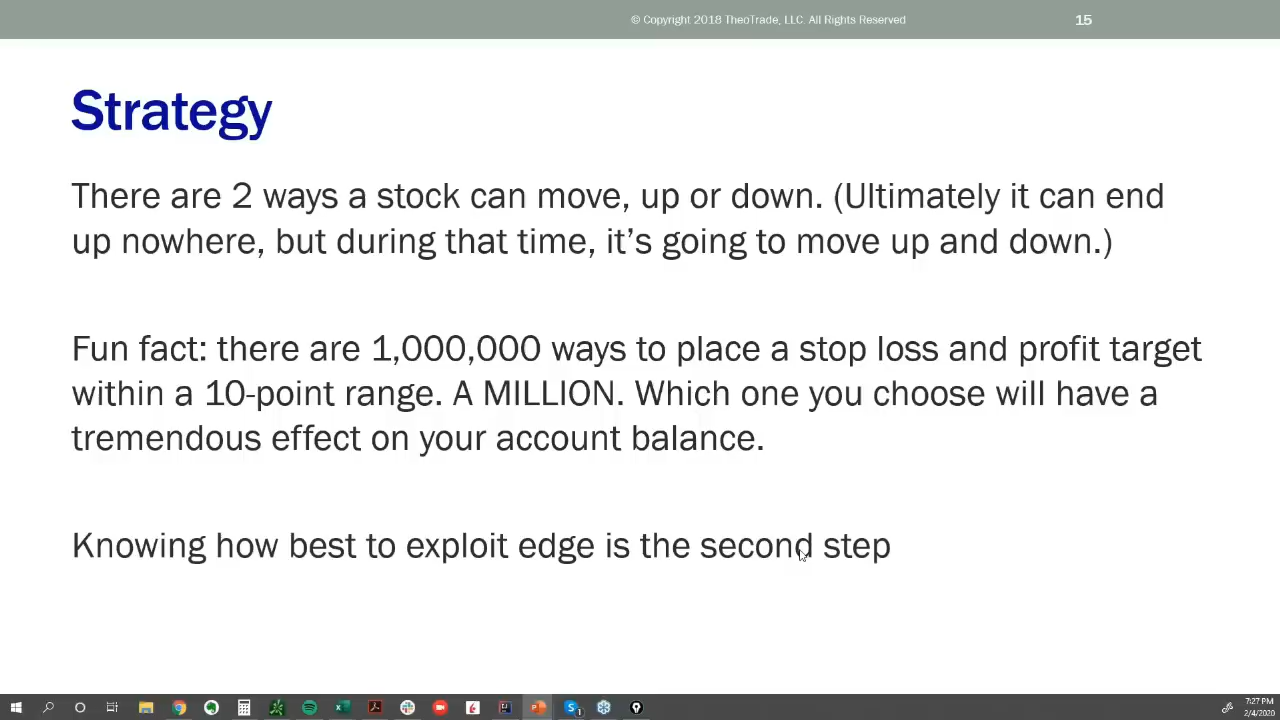 © Copyright 2018 TheoTrade, LLC. All Rights Reserved
15
Strategy
There are 2 ways a stock can move, up or down. (Ultimately it can end
up nowhere, but during that time, it’s going to move up and down.)
Fun fact: there are 1,000,000 ways to place a stop loss and profit target
within a 10-point range. A MILLION. Which one you choose will have a
tremendous effect on your account balance.
Knowing how best to exploit edge is the second step
7:27 PM
2/4/2020